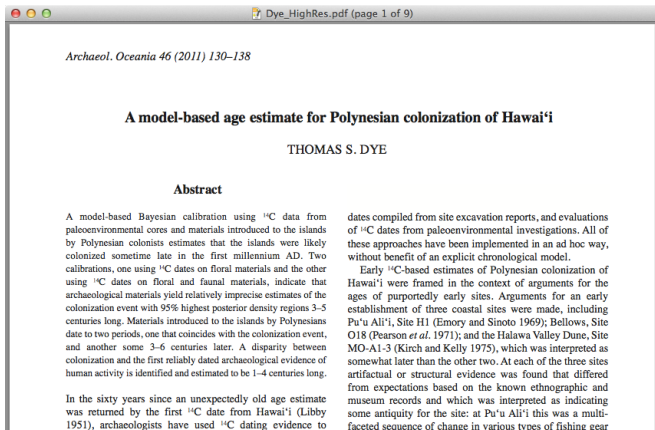 Dye_HighRes.pdf (page 1 of 9)
Archaeol. Oceania 46 (2011) 130–138
A model-based age estimate for Polynesian colonization of Hawai‘i
THOMAS S. DYE
Abstract
A model-based Bayesian calibration using ¹⁴C data from
paleoenvironmental cores and materials introduced to the islands
by Polynesian colonists estimates that the islands were likely
colonized sometime late in the first millennium AD. Two
calibrations, one using ¹⁴C dates on floral materials and the other
using ¹⁴C dates on floral and faunal materials, indicate that
archaeological materials yield relatively imprecise estimates of the
colonization event with 95% highest posterior density regions 3–5
centuries long. Materials introduced to the islands by Polynesians
date to two periods, one that coincides with the colonization event,
and another some 3–6 centuries later. A disparity between
colonization and the first reliably dated archaeological evidence of
human activity is identified and estimated to be 1–4 centuries long.
In the sixty years since an unexpectedly old age estimate
was returned by the first ¹⁴C date from Hawai‘i (Libby
1951), archaeologists have used ¹⁴C dating evidence to
dates compiled from site excavation reports, and evaluations
of ¹⁴C dates from paleoenvironmental investigations. All of
these approaches have been implemented in an ad hoc way,
without benefit of an explicit chronological model.
Early ¹⁴C-based estimates of Polynesian colonization of
Hawai‘i were framed in the context of arguments for the
ages of purportedly early sites. Arguments for an early
establishment of three coastal sites were made, including
Pu‘u Ali‘i, Site H1 (Emory and Sinoto 1969); Bellows, Site
O18 (Pearson et al. 1971); and the Halawa Valley Dune, Site
MO-A1-3 (Kirch and Kelly 1975), which was interpreted as
somewhat later than the other two. At each of the three sites
artifactual or structural evidence was found that differed
from expectations based on the known ethnographic and
museum records and which was interpreted as indicating
some antiquity for the site: at Pu‘u Ali‘i this was a multi-
faceted sequence of change in various types of fishing gear